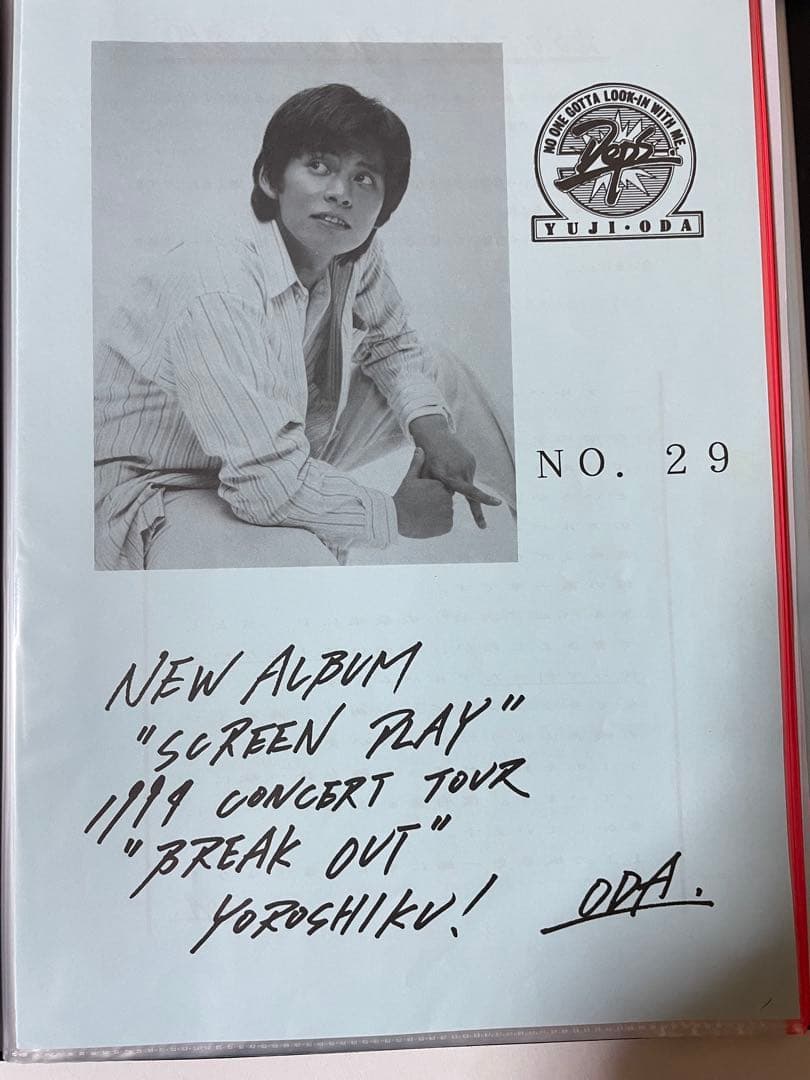 NO ONE GOTTA LOOK-IN WITH ME.
YUJI・ODA
NO. 29
NEW ALBUM
"SCREEN PLAY"
1994 CONCERT TOUR
"BREAK OUT"
YOROSHIKU!
ODA.